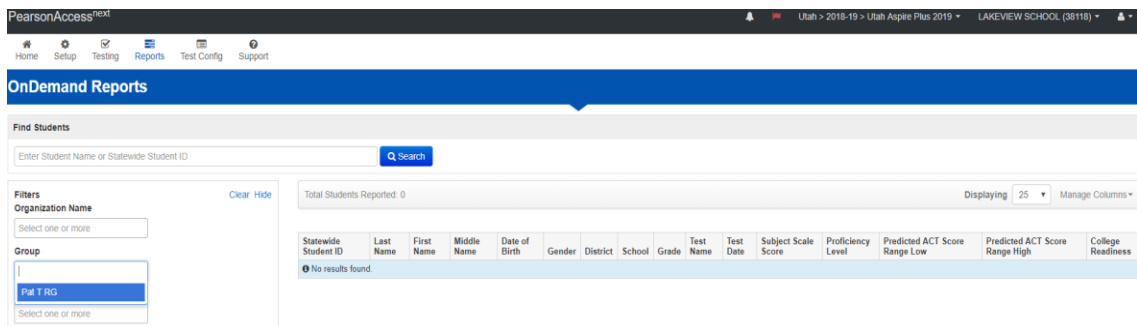 PearsonAccessnext
Utah > 2018-19 > Utah Aspire Plus 2019
LAKEVIEW SCHOOL (38118)
Home Setup Testing Reports Test Config Support
OnDemand Reports
Find Students
Enter Student Name or Statewide Student ID
Search
Filters
Clear Hide
Organization Name
Select one or more
Group
Pat T RG
Select one or more
Total Students Reported: 0
Displaying 25 Manage Columns
Statewide Student ID Last Name First Name Middle Name Date of Birth Gender District School Grade Test Name Test Date Subject Scale Score Proficiency Level Predicted ACT Score Range Low Predicted ACT Score Range High College Readiness
No results found.